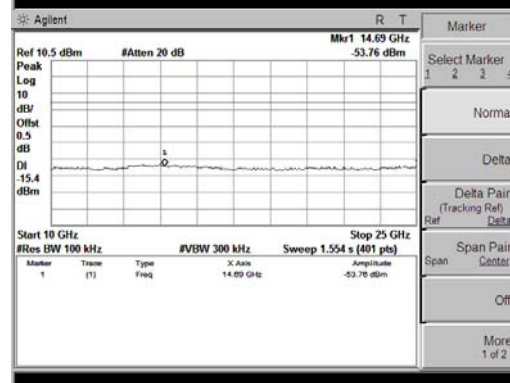 Agilent R T
Mkr1 14.69 GHz
Ref 10.5 dBm #Atten 20 dB -53.76 dBm
Peak
Log
10
dB/
Offst
0.5
dB
DI
-15.4
dBm
1
Start 10 GHz Stop 25 GHz
#Res BW 100 kHz #VBW 300 kHz Sweep 1.554 s (401 pts)
Marker Trace Type X Axis Amplitude
1 (1) Freq 14.69 GHz -53.76 dBm
Marker
Select Marker
1 2 3 4
Norma
Delta
Delta Pair
(Tracking Ref)
Ref Delta
Span Pair
Span Center
Off
More
1 of 2